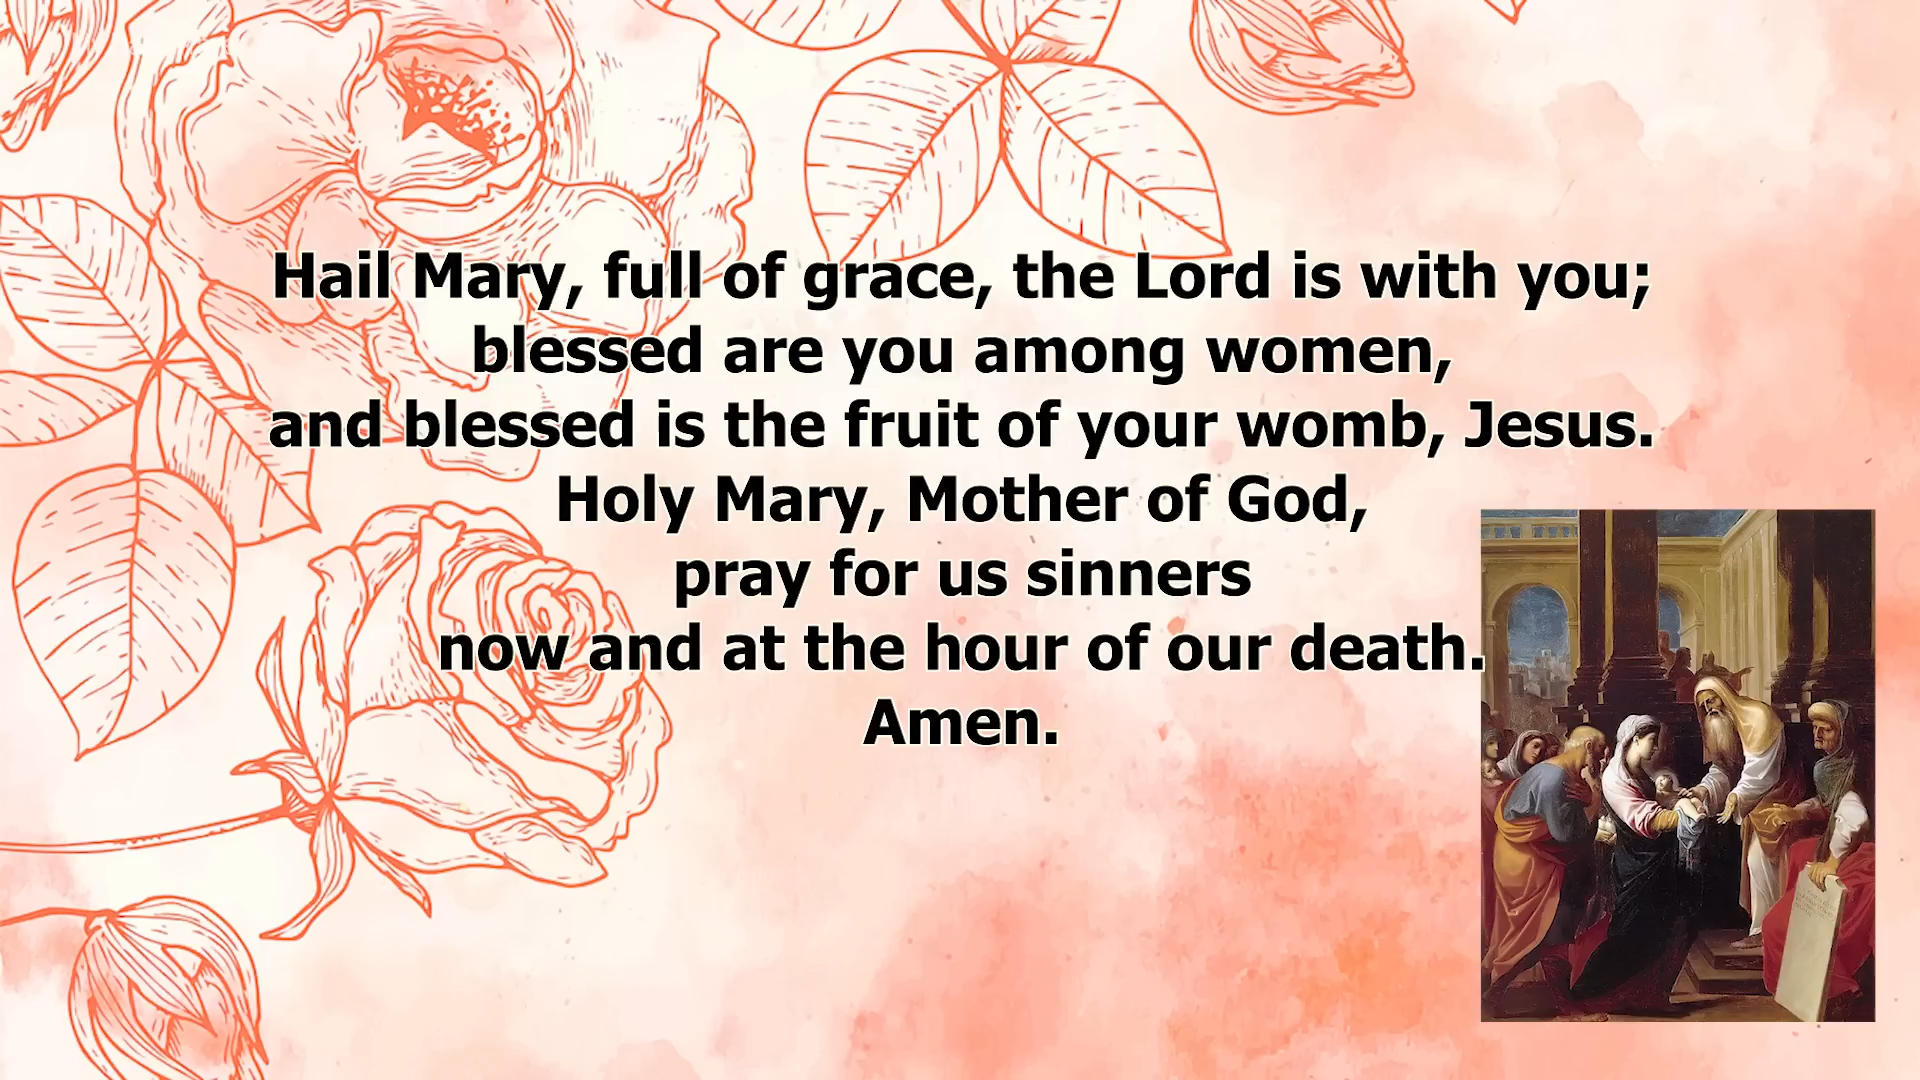 Hail Mary, full of grace, the Lord is with you;
blessed are you among women,
and blessed is the fruit of your womb, Jesus.
Holy Mary, Mother of God,
pray for us sinners
now and at the hour of our death.
Amen.